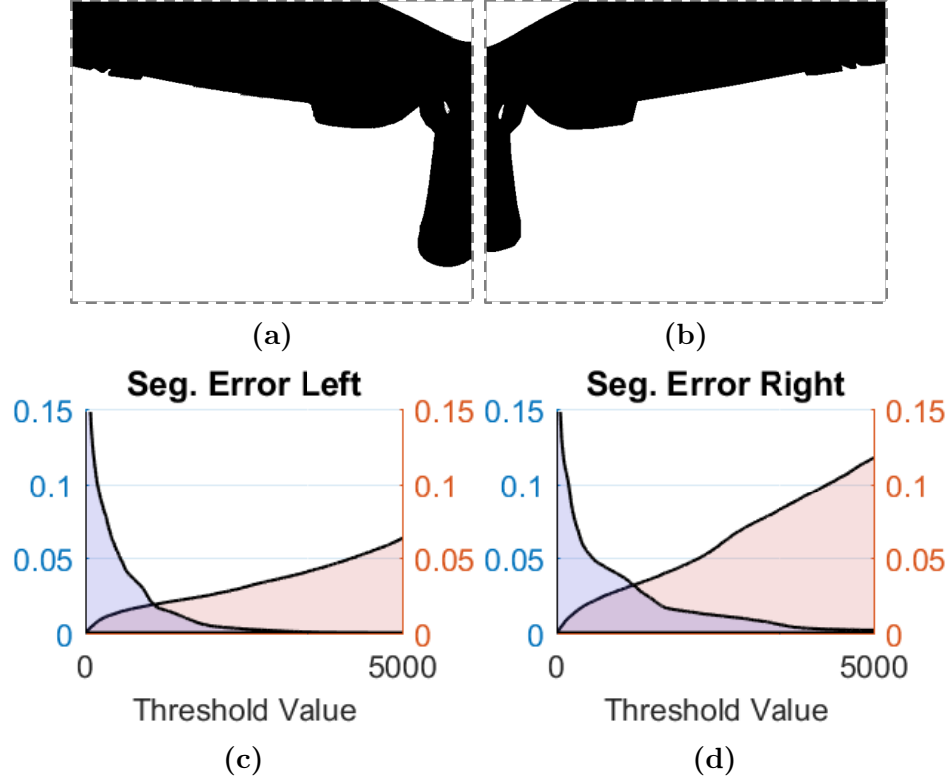 (a) (b)
Seg. Error Left Seg. Error Right
0.15 0.15 0.15 0.15
0.1 0.1 0.1 0.1
0.05 0.05 0.05 0.05
0 0 0 0
0 5000 0 5000
Threshold Value Threshold Value
(c) (d)